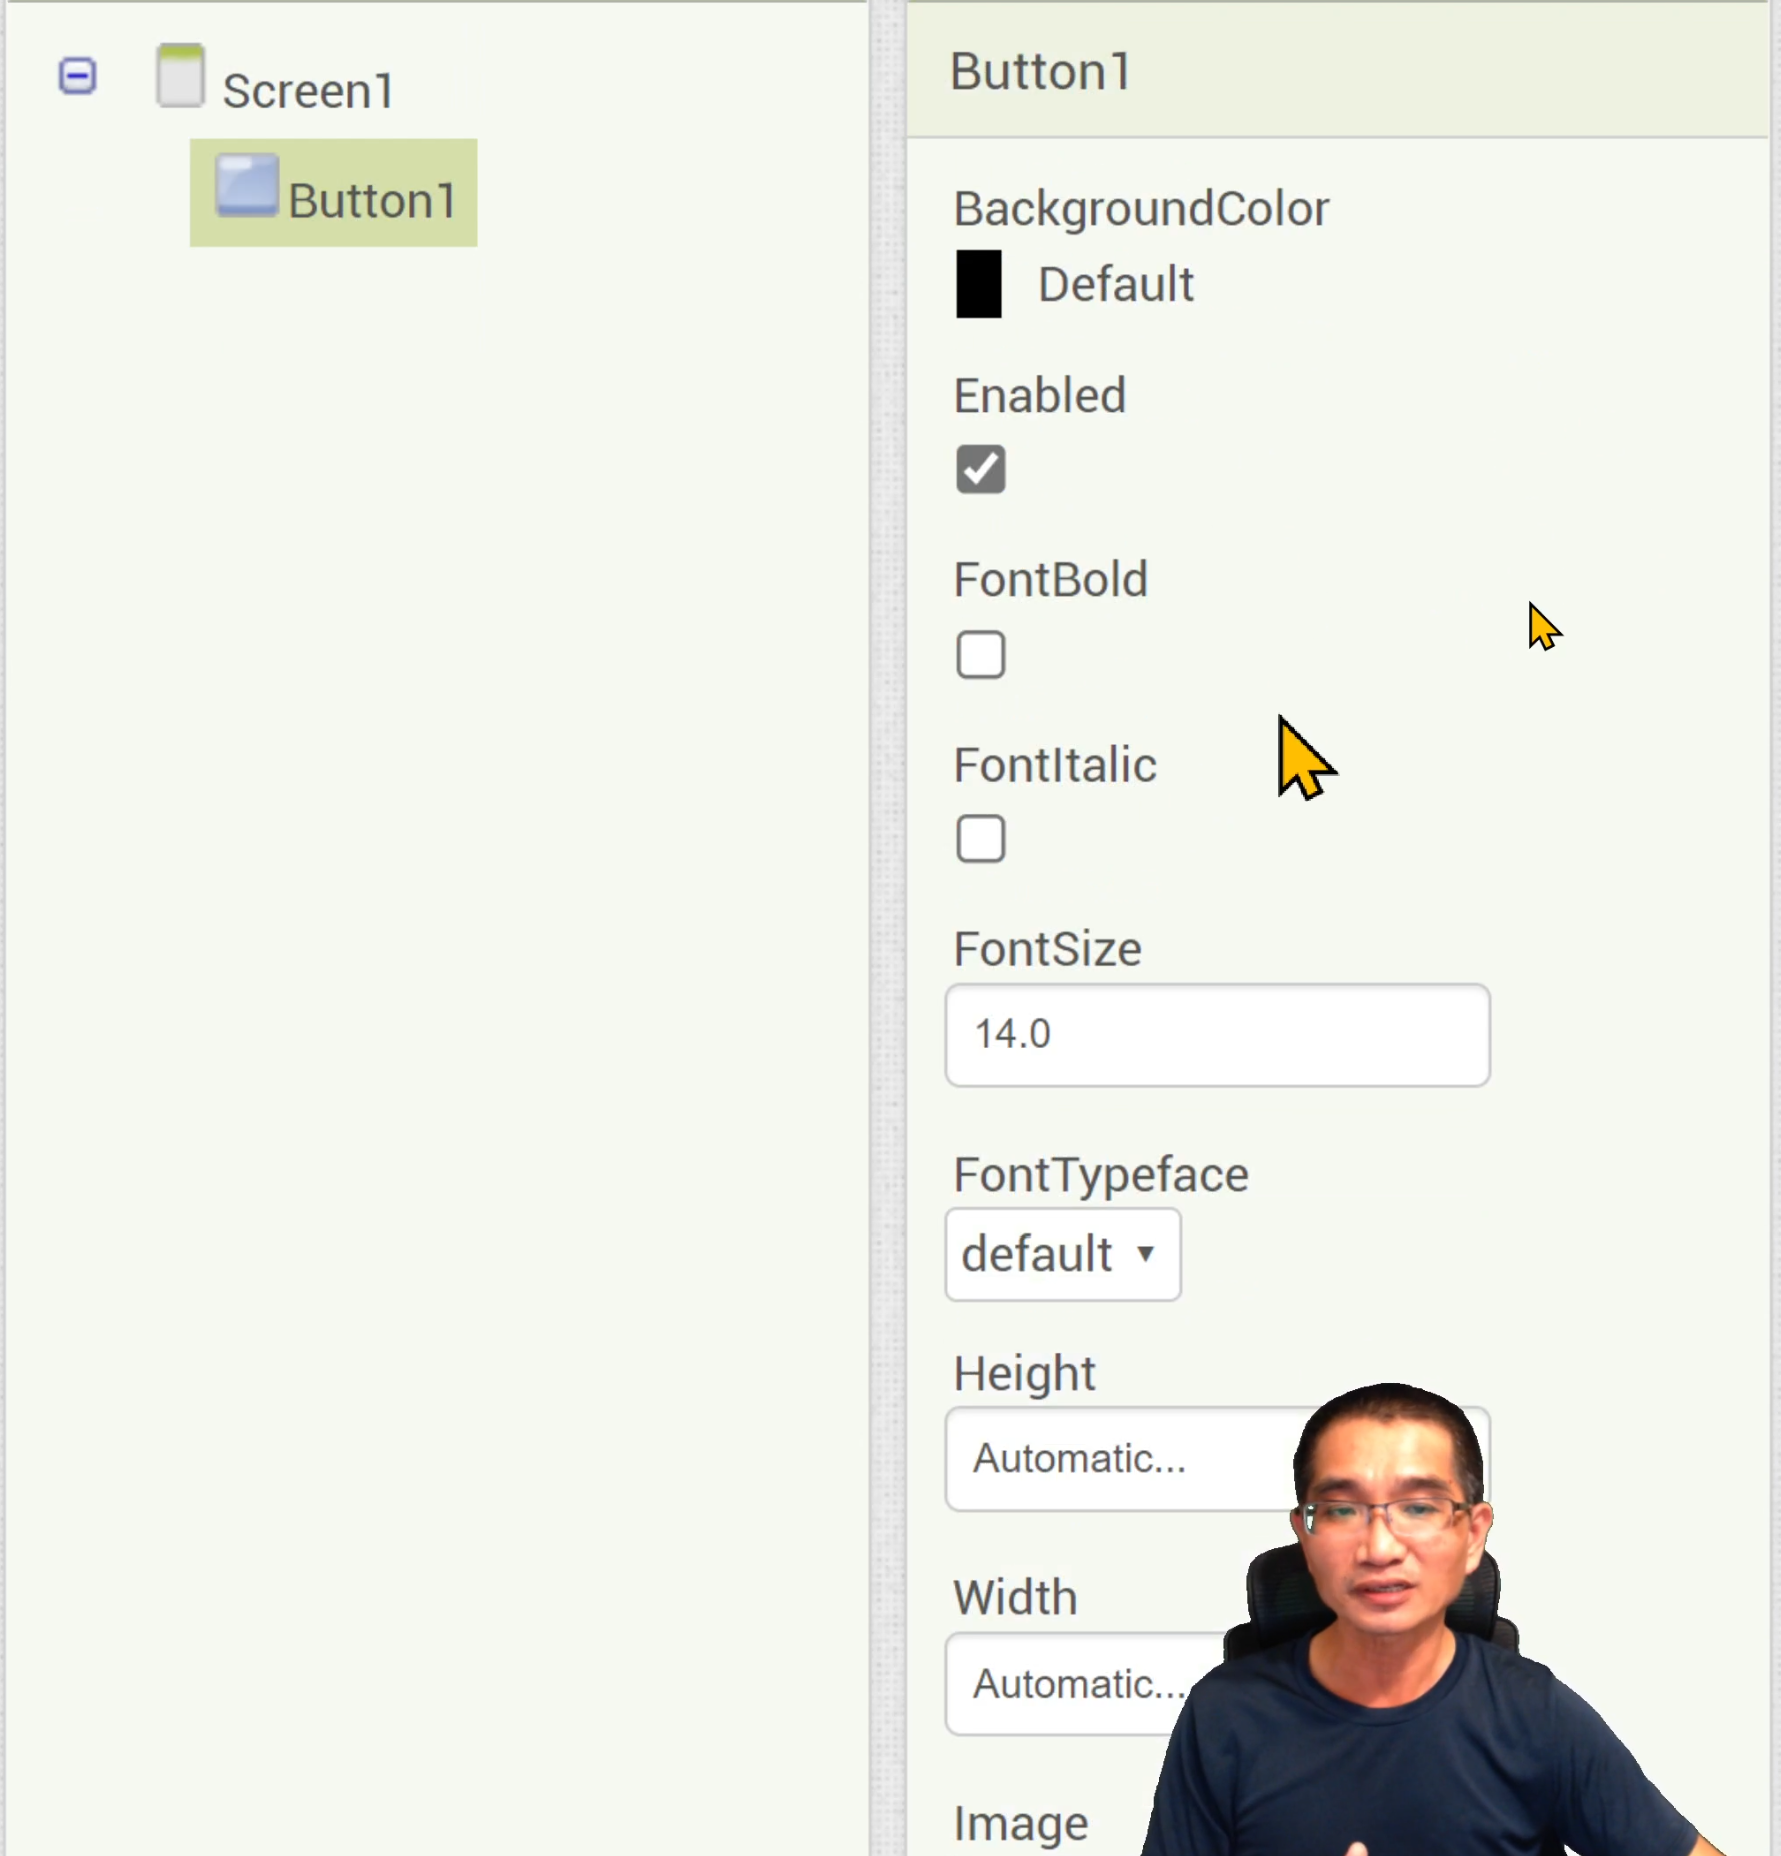 Screen1
Button1
Button1
BackgroundColor
Default
Enabled
FontBold
FontItalic
FontSize
14.0
FontTypeface
default
Height
Automatic...
Width
Automatic...
Image